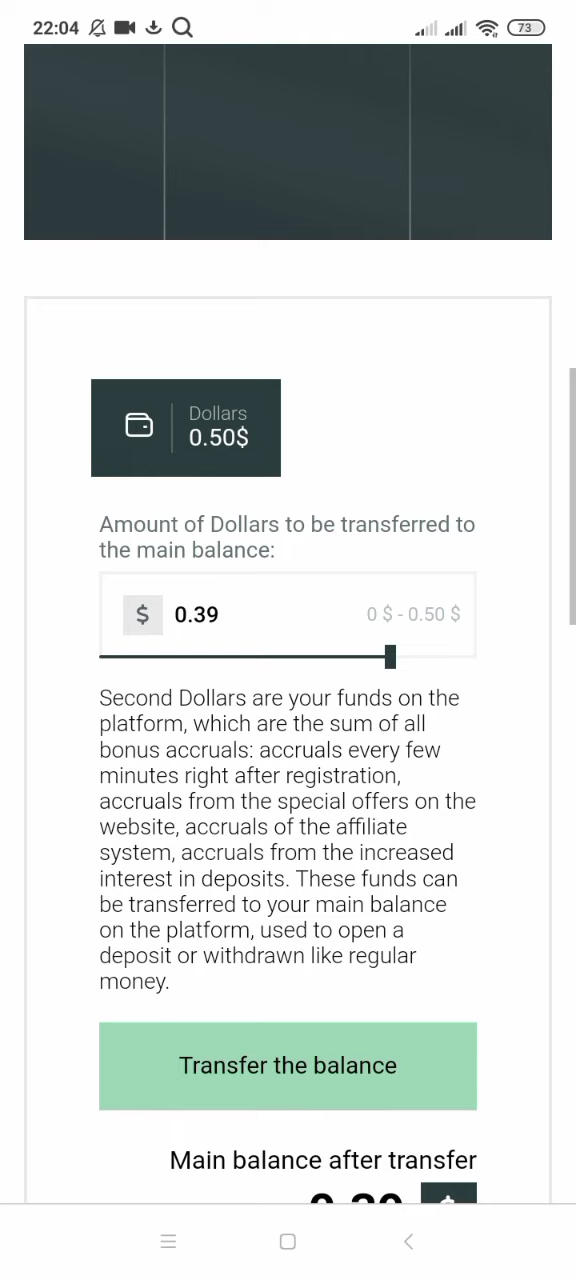 22:04
73
Dollars
0.50$
Amount of Dollars to be transferred to
the main balance:
$ 0.39 0 $ - 0.50 $
Second Dollars are your funds on the
platform, which are the sum of all
bonus accruals: accruals every few
minutes right after registration,
accruals from the special offers on the
website, accruals of the affiliate
system, accruals from the increased
interest in deposits. These funds can
be transferred to your main balance
on the platform, used to open a
deposit or withdrawn like regular
money.
Transfer the balance
Main balance after transfer